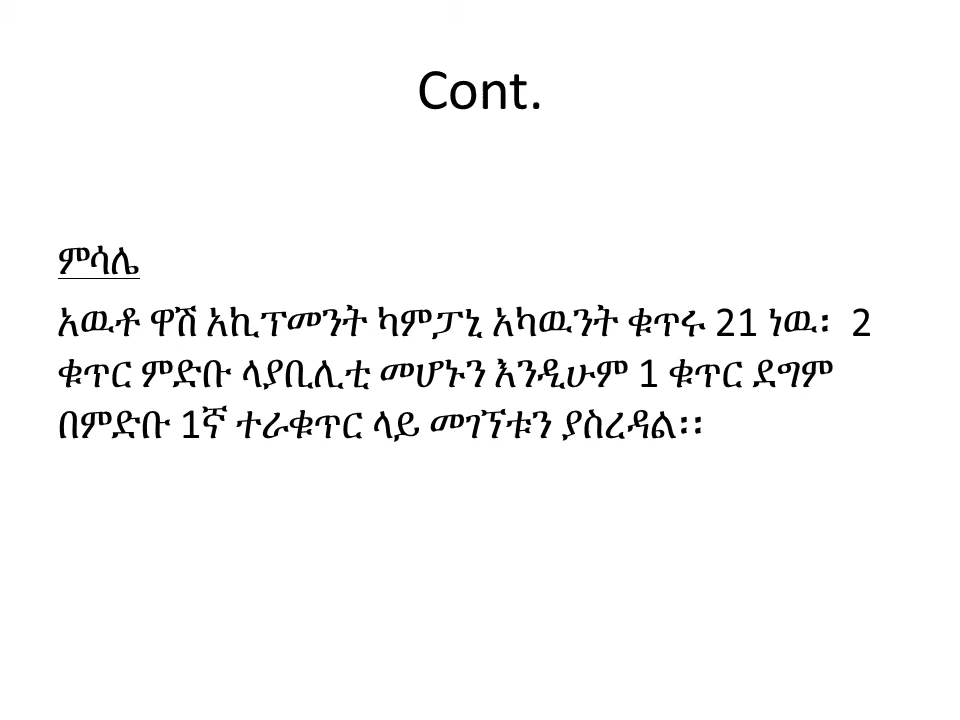 Cont.
ምሳሌ
አዉቶ ዋሽ አኪፕመንት ካምፓኒ አካዉንት ቁጥሩ 21 ነዉ፡ 2
ቁጥር ምድቡ ላያቢሊቲ መሆኑን እንዲሁም 1 ቁጥር ደግም
በምድቡ 1ኛ ተራቁጥር ላይ መገኘቱን ያስረዳል፡፡